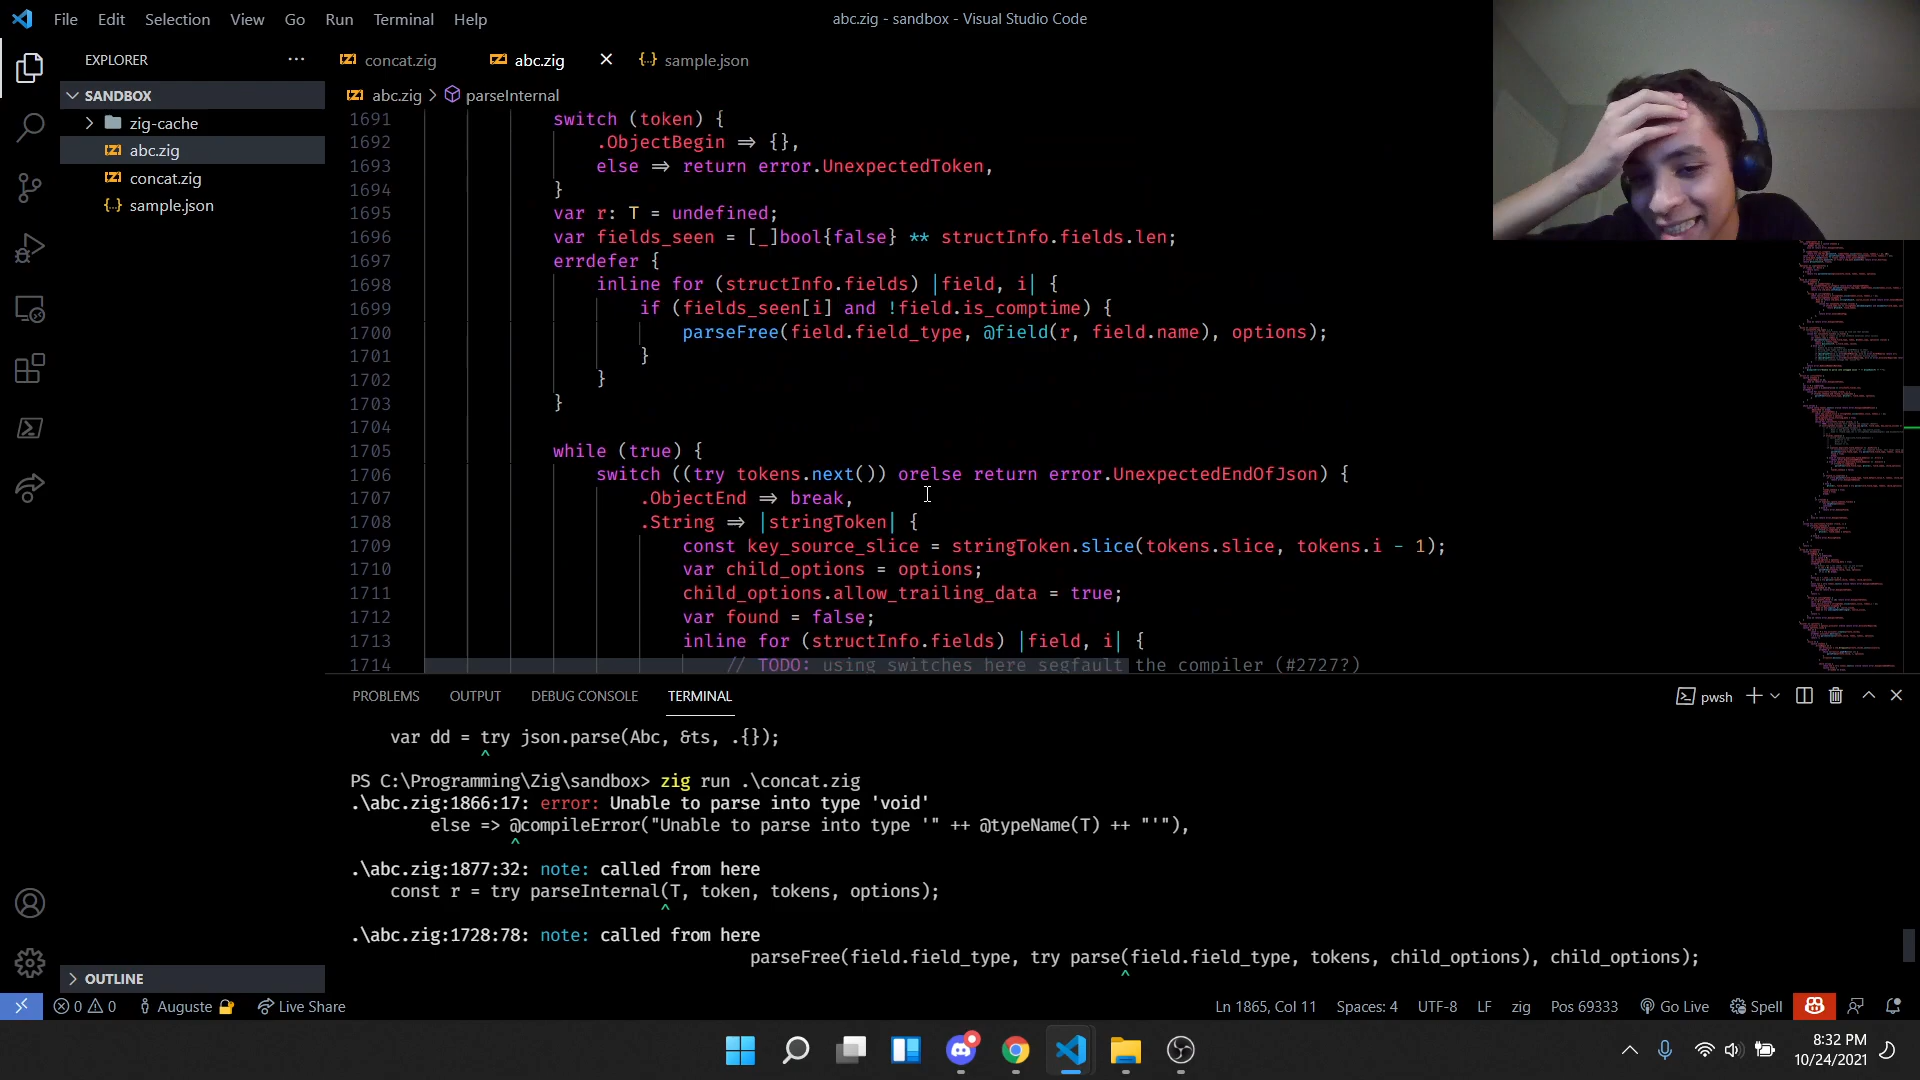 File Edit Selection View Go Run Terminal Help
abc.zig - sandbox - Visual Studio Code
EXPLORER
SANDBOX
zig-cache
abc.zig
concat.zig
sample.json
OUTLINE
concat.zig abc.zig sample.json
abc.zig > parseInternal
1691 switch (token) {
1692 .ObjectBegin => {},
1693 else => return error.UnexpectedToken,
1694 }
1695 var r: T = undefined;
1696 var fields_seen = [_]bool{false} ** structInfo.fields.len;
1697 errdefer {
1698 inline for (structInfo.fields) |field, i| {
1699 if (fields_seen[i] and !field.is_comptime) {
1700 parseFree(field.field_type, @field(r, field.name), options);
1701 }
1702 }
1703 }
1704
1705 while (true) {
1706 switch ((try tokens.next()) orelse return error.UnexpectedEndOfJson) {
1707 .ObjectEnd => break,
1708 .String => |stringToken| {
1709 const key_source_slice = stringToken.slice(tokens.slice, tokens.i - 1);
1710 var child_options = options;
1711 child_options.allow_trailing_data = true;
1712 var found = false;
1713 inline for (structInfo.fields) |field, i| {
1714 // TODO: using switches here segfault the compiler (#2727?)
PROBLEMS OUTPUT DEBUG CONSOLE TERMINAL
pwsh
var dd = try json.parse(Abc, &ts, .{});
^
PS C:\Programming\Zig\sandbox> zig run .\concat.zig
.\abc.zig:1866:17: error: Unable to parse into type 'void'
else => @compileError("Unable to parse into type '" ++ @typeName(T) ++ "'"),
^
.\abc.zig:1877:32: note: called from here
const r = try parseInternal(T, token, tokens, options);
^
.\abc.zig:1728:78: note: called from here
parseFree(field.field_type, try parse(field.field_type, tokens, child_options), child_options);
^
0 0 Auguste Live Share
Ln 1865, Col 11 Spaces: 4 UTF-8 LF zig Pos 69333 Go Live Spell
8:32 PM
10/24/2021